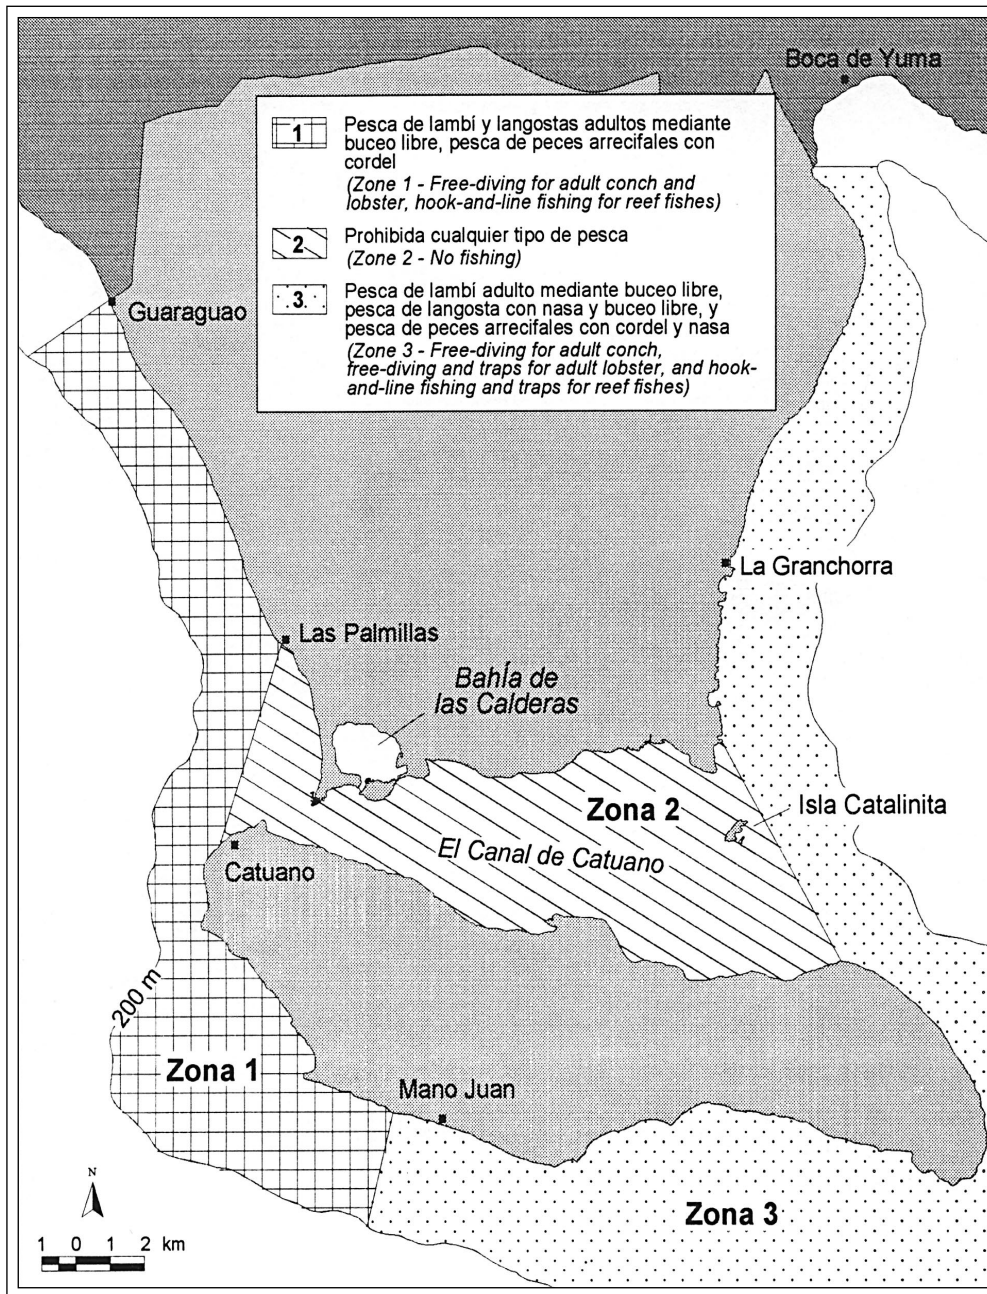 Boca de Yuma
1
Pesca de lambí y langostas adultos mediante
buceo libre, pesca de peces arrecifales con
cordel
(Zone 1 - Free-diving for adult conch and
lobster, hook-and-line fishing for reef fishes)
2
Prohibida cualquier tipo de pesca
(Zone 2 - No fishing)
3
Pesca de lambí adulto mediante buceo libre,
pesca de langosta con nasa y buceo libre, y
pesca de peces arrecifales con cordel y nasa
(Zone 3 - Free-diving for adult conch,
free-diving and traps for adult lobster, and hook-
and-line fishing and traps for reef fishes)
Guaraguao
La Granchorra
Las Palmillas
Bahía de
las Calderas
Zona 2
Isla Catalinita
El Canal de Catuano
Catuano
200 m
Zona 1
Mano Juan
Zona 3
N
1 0 1 2 km